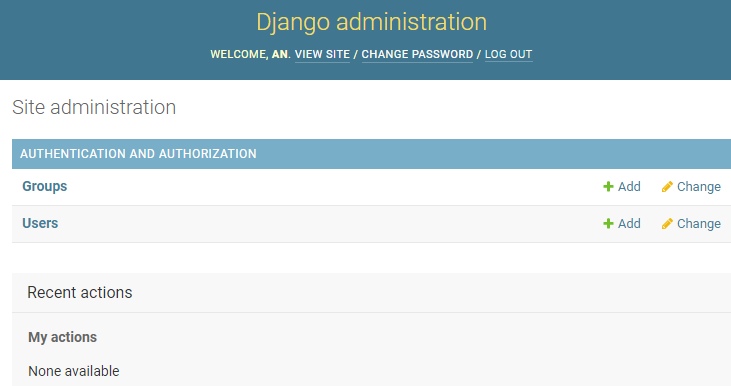 Django administration
WELCOME, AN. VIEW SITE / CHANGE PASSWORD / LOG OUT
Site administration
AUTHENTICATION AND AUTHORIZATION
Groups Add Change
Users Add Change
Recent actions
My actions
None available